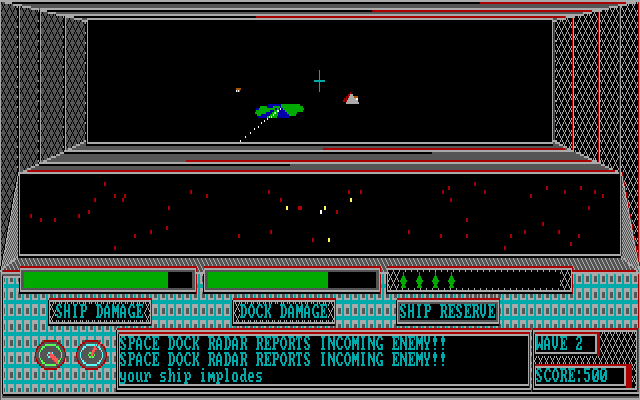 SHIP DAMAGE
DOCK DAMAGE
SHIP RESERVE
SPACE DOCK RADAR REPORTS INCOMING ENEMY!!
SPACE DOCK RADAR REPORTS INCOMING ENEMY!!
your ship implodes
WAVE 2
SCORE:500